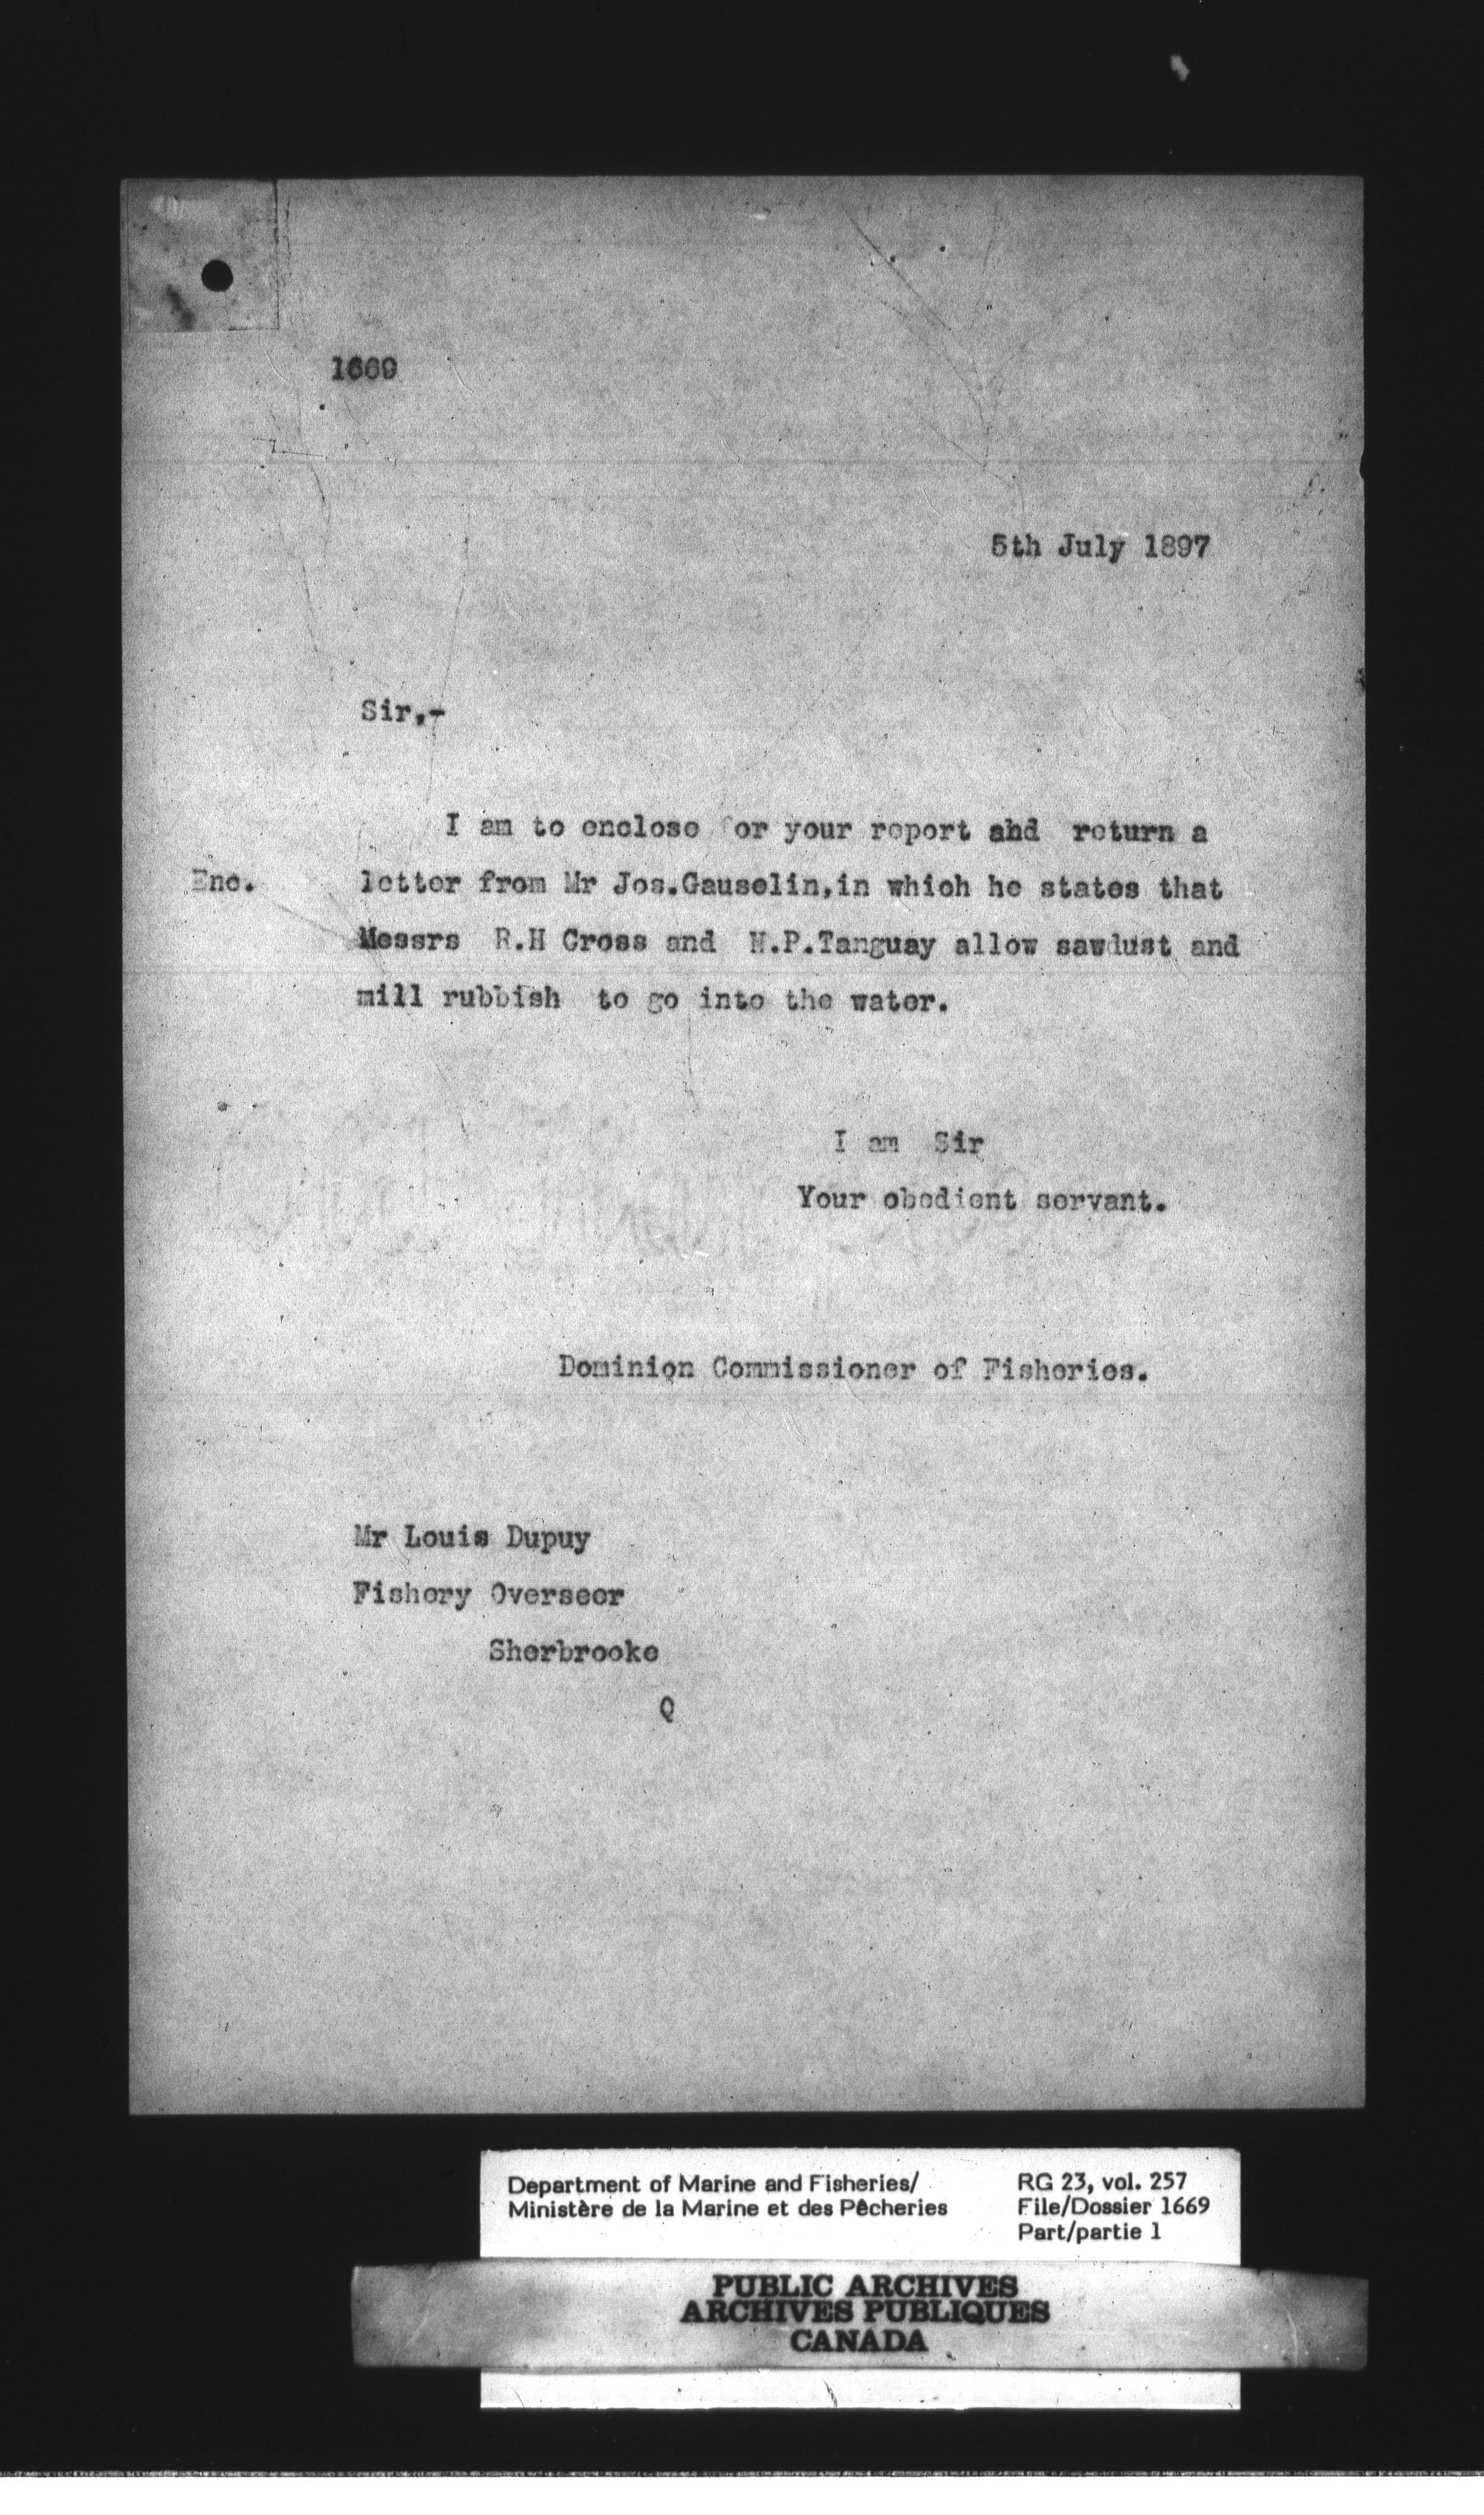 1669
5th July 1897
Sir,-
I am to enclose for your report ahd return a
Enc. letter from Mr Jos.Gauselin,in which he states that
Messrs R.H Cross and N.P.Tanguay allow sawdust and
mill rubbish to go into the water.
I am Sir
Your obedient servant.
Dominion Commissioner of Fisheries.
Mr Louis Dupuy
Fishery Overseer
Sherbrooke
Q
Department of Marine and Fisheries/
Ministère de la Marine et des Pêcheries
RG 23, vol. 257
File/Dossier 1669
Part/partie 1
PUBLIC ARCHIVES
ARCHIVES PUBLIQUES
CANADA